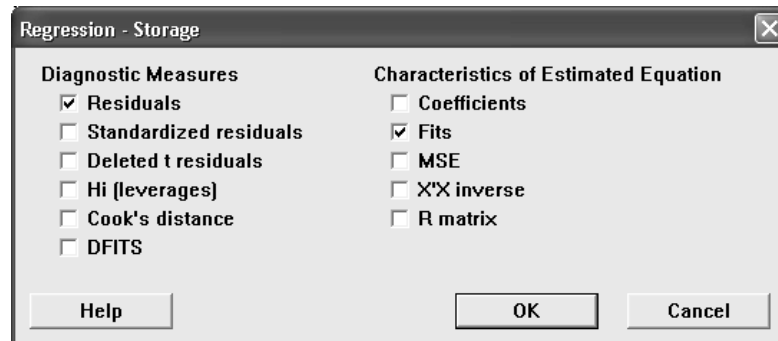 Regression - Storage
Diagnostic Measures
Residuals
Standardized residuals
Deleted t residuals
Hi (leverages)
Cook's distance
DFITS
Characteristics of Estimated Equation
Coefficients
Fits
MSE
X'X inverse
R matrix
Help
OK
Cancel